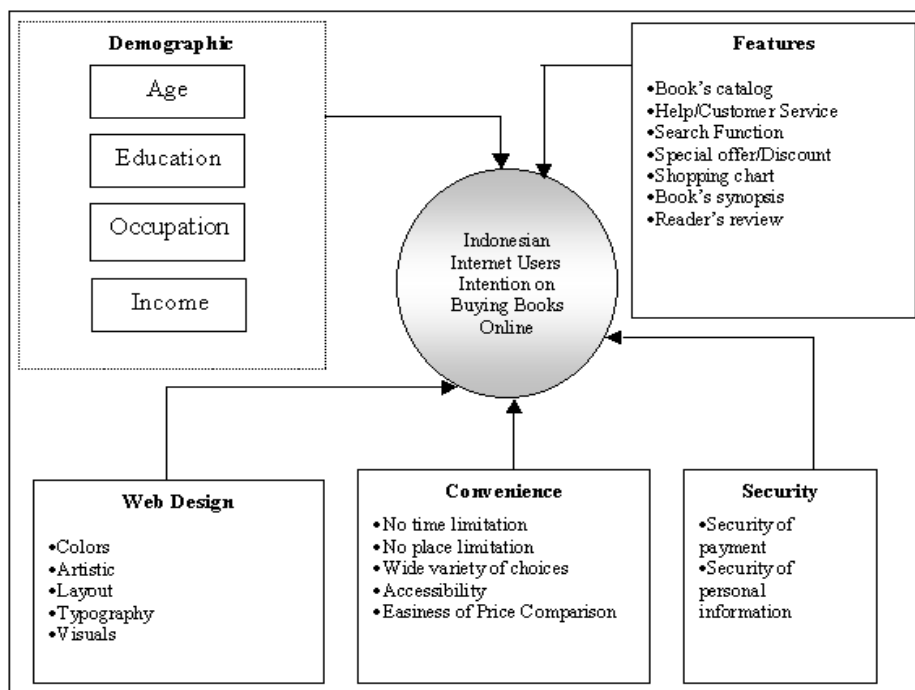 Demographic
Age
Education
Occupation
Income
Features
•Book's catalog
•Help/Customer Service
•Search Function
•Special offer/Discount
•Shopping chart
•Book's synopsis
•Reader's review
Indonesian
Internet Users
Intention on
Buying Books
Online
Web Design
•Colors
•Artistic
•Layout
•Typography
•Visuals
Convenience
•No time limitation
•No place limitation
•Wide variety of choices
•Accessibility
•Easiness of Price Comparison
Security
•Security of
payment
•Security of
personal
information